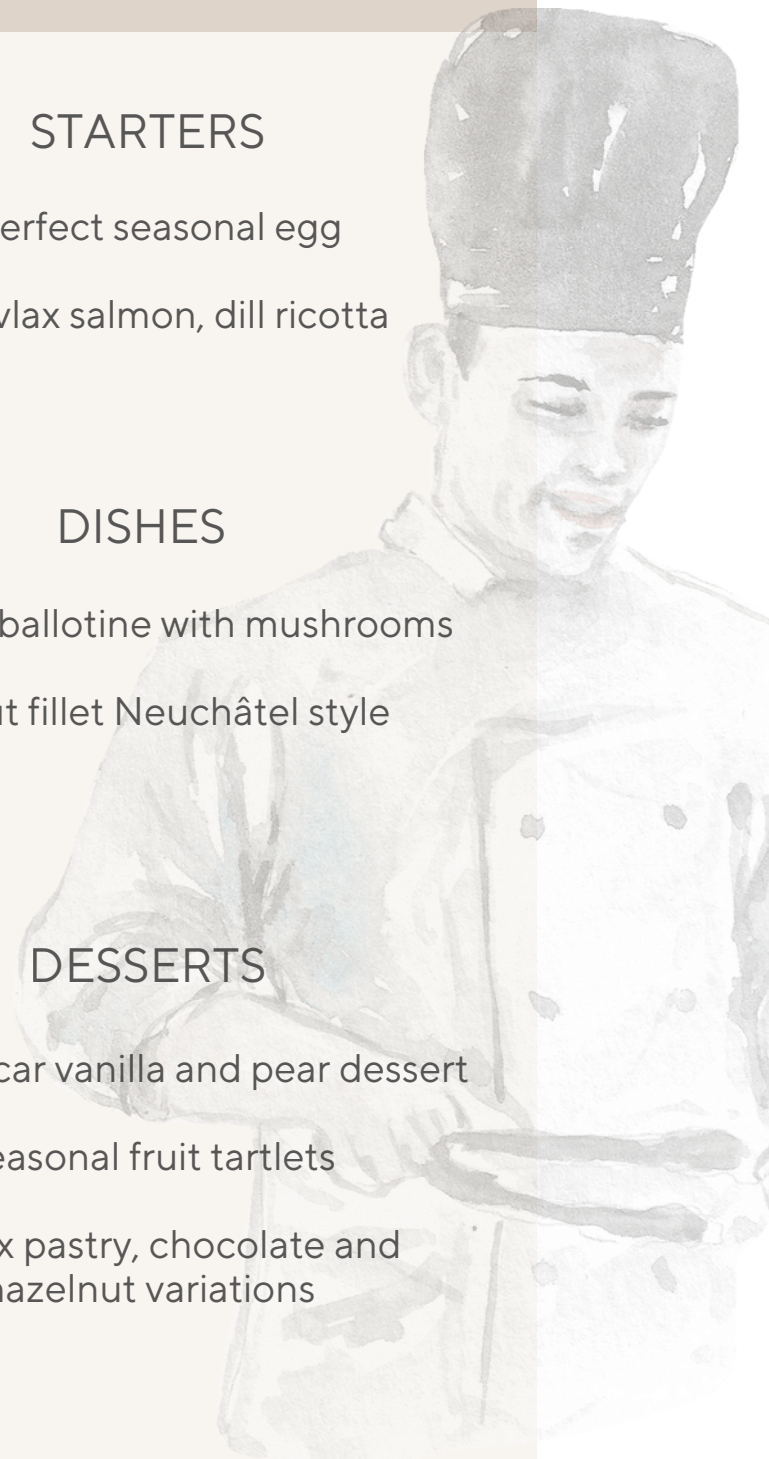 STARTERS
erfect seasonal egg
vlax salmon, dill ricotta
DISHES
ballotine with mushrooms
fillet Neuchâtel style
DESSERTS
car vanilla and pear dessert
easonal fruit tartlets
x pastry, chocolate and
hazelnut variations